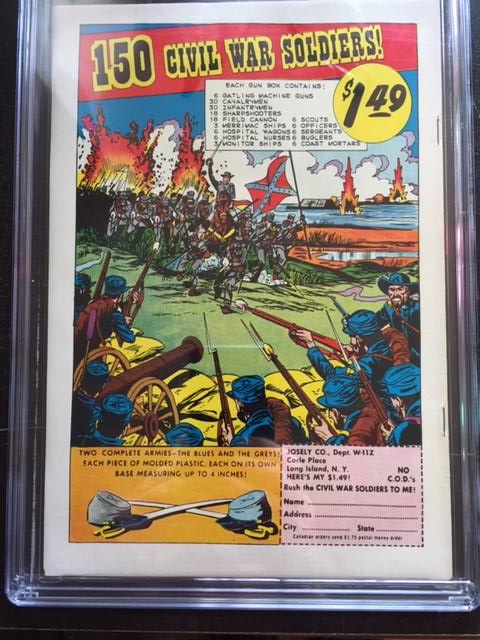 150 CIVIL WAR SOLDIERS!
$1.49
EACH GUN BOX CONTAINS:
6 GATLING MACHINE GUNS
30 CAVALRYMEN
30 INFANTRYMEN
18 SHARPSHOOTERS
18 FIELD CANNON 6 SCOUTS
3 MERRIMAC SHIPS 6 OFFICERS
6 HOSPITAL WAGONS 6 SERGEANTS
6 HOSPITAL NURSES 6 BUGLERS
3 MONITOR SHIPS 6 COAST MORTARS
TWO COMPLETE ARMIES—THE BLUES AND THE GREYS!
EACH PIECE OF MOLDED PLASTIC, EACH ON ITS OWN
BASE MEASURING UP TO 4 INCHES!
JOSELY CO., Dept. W-11Z
Carle Place
Long Island, N. Y. NO
HERE'S MY $1.49! C.O.D.'s
Rush the CIVIL WAR SOLDIERS TO ME!
Name
Address
City State
Canadian orders send $1.75 postal money order